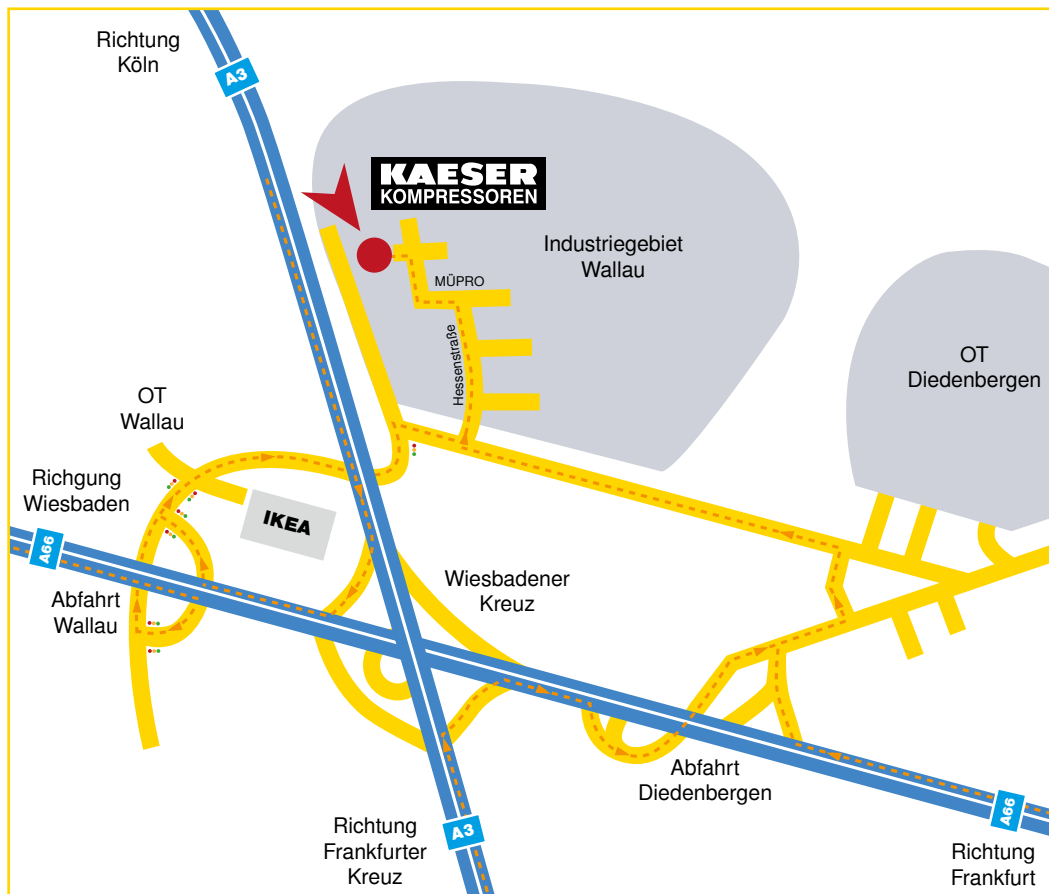 Richtung
Köln
A3
KAESER
KOMPRESSOREN
Industriegebiet
Wallau
MÜPRO
Hessenstraße
OT
Diedenbergen
OT
Wallau
Richgung
Wiesbaden
IKEA
A66
Abfahrt
Wallau
Wiesbadener
Kreuz
Abfahrt
Diedenbergen
A66
Richtung
Frankfurter
Kreuz
A3
Richtung
Frankfurt